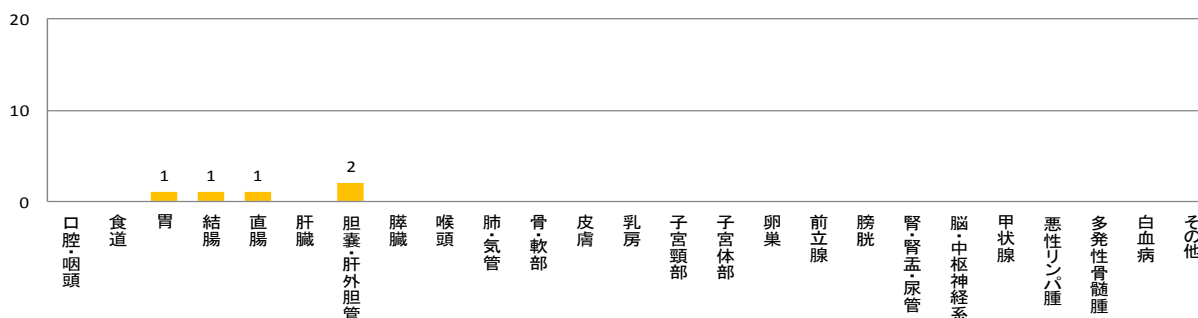 20
10
0
1
1
1
2
口腔・咽頭
食道
胃
結腸
直腸
肝臓
胆嚢・肝外胆管
膵臓
喉頭
肺・気管
骨・軟部
皮膚
乳房
子宮頸部
子宮体部
卵巣
前立腺
膀胱
腎・腎盂・尿管
脳・中枢神経系
甲状腺
悪性リンパ腫
多発性骨髄腫
白血病
その他